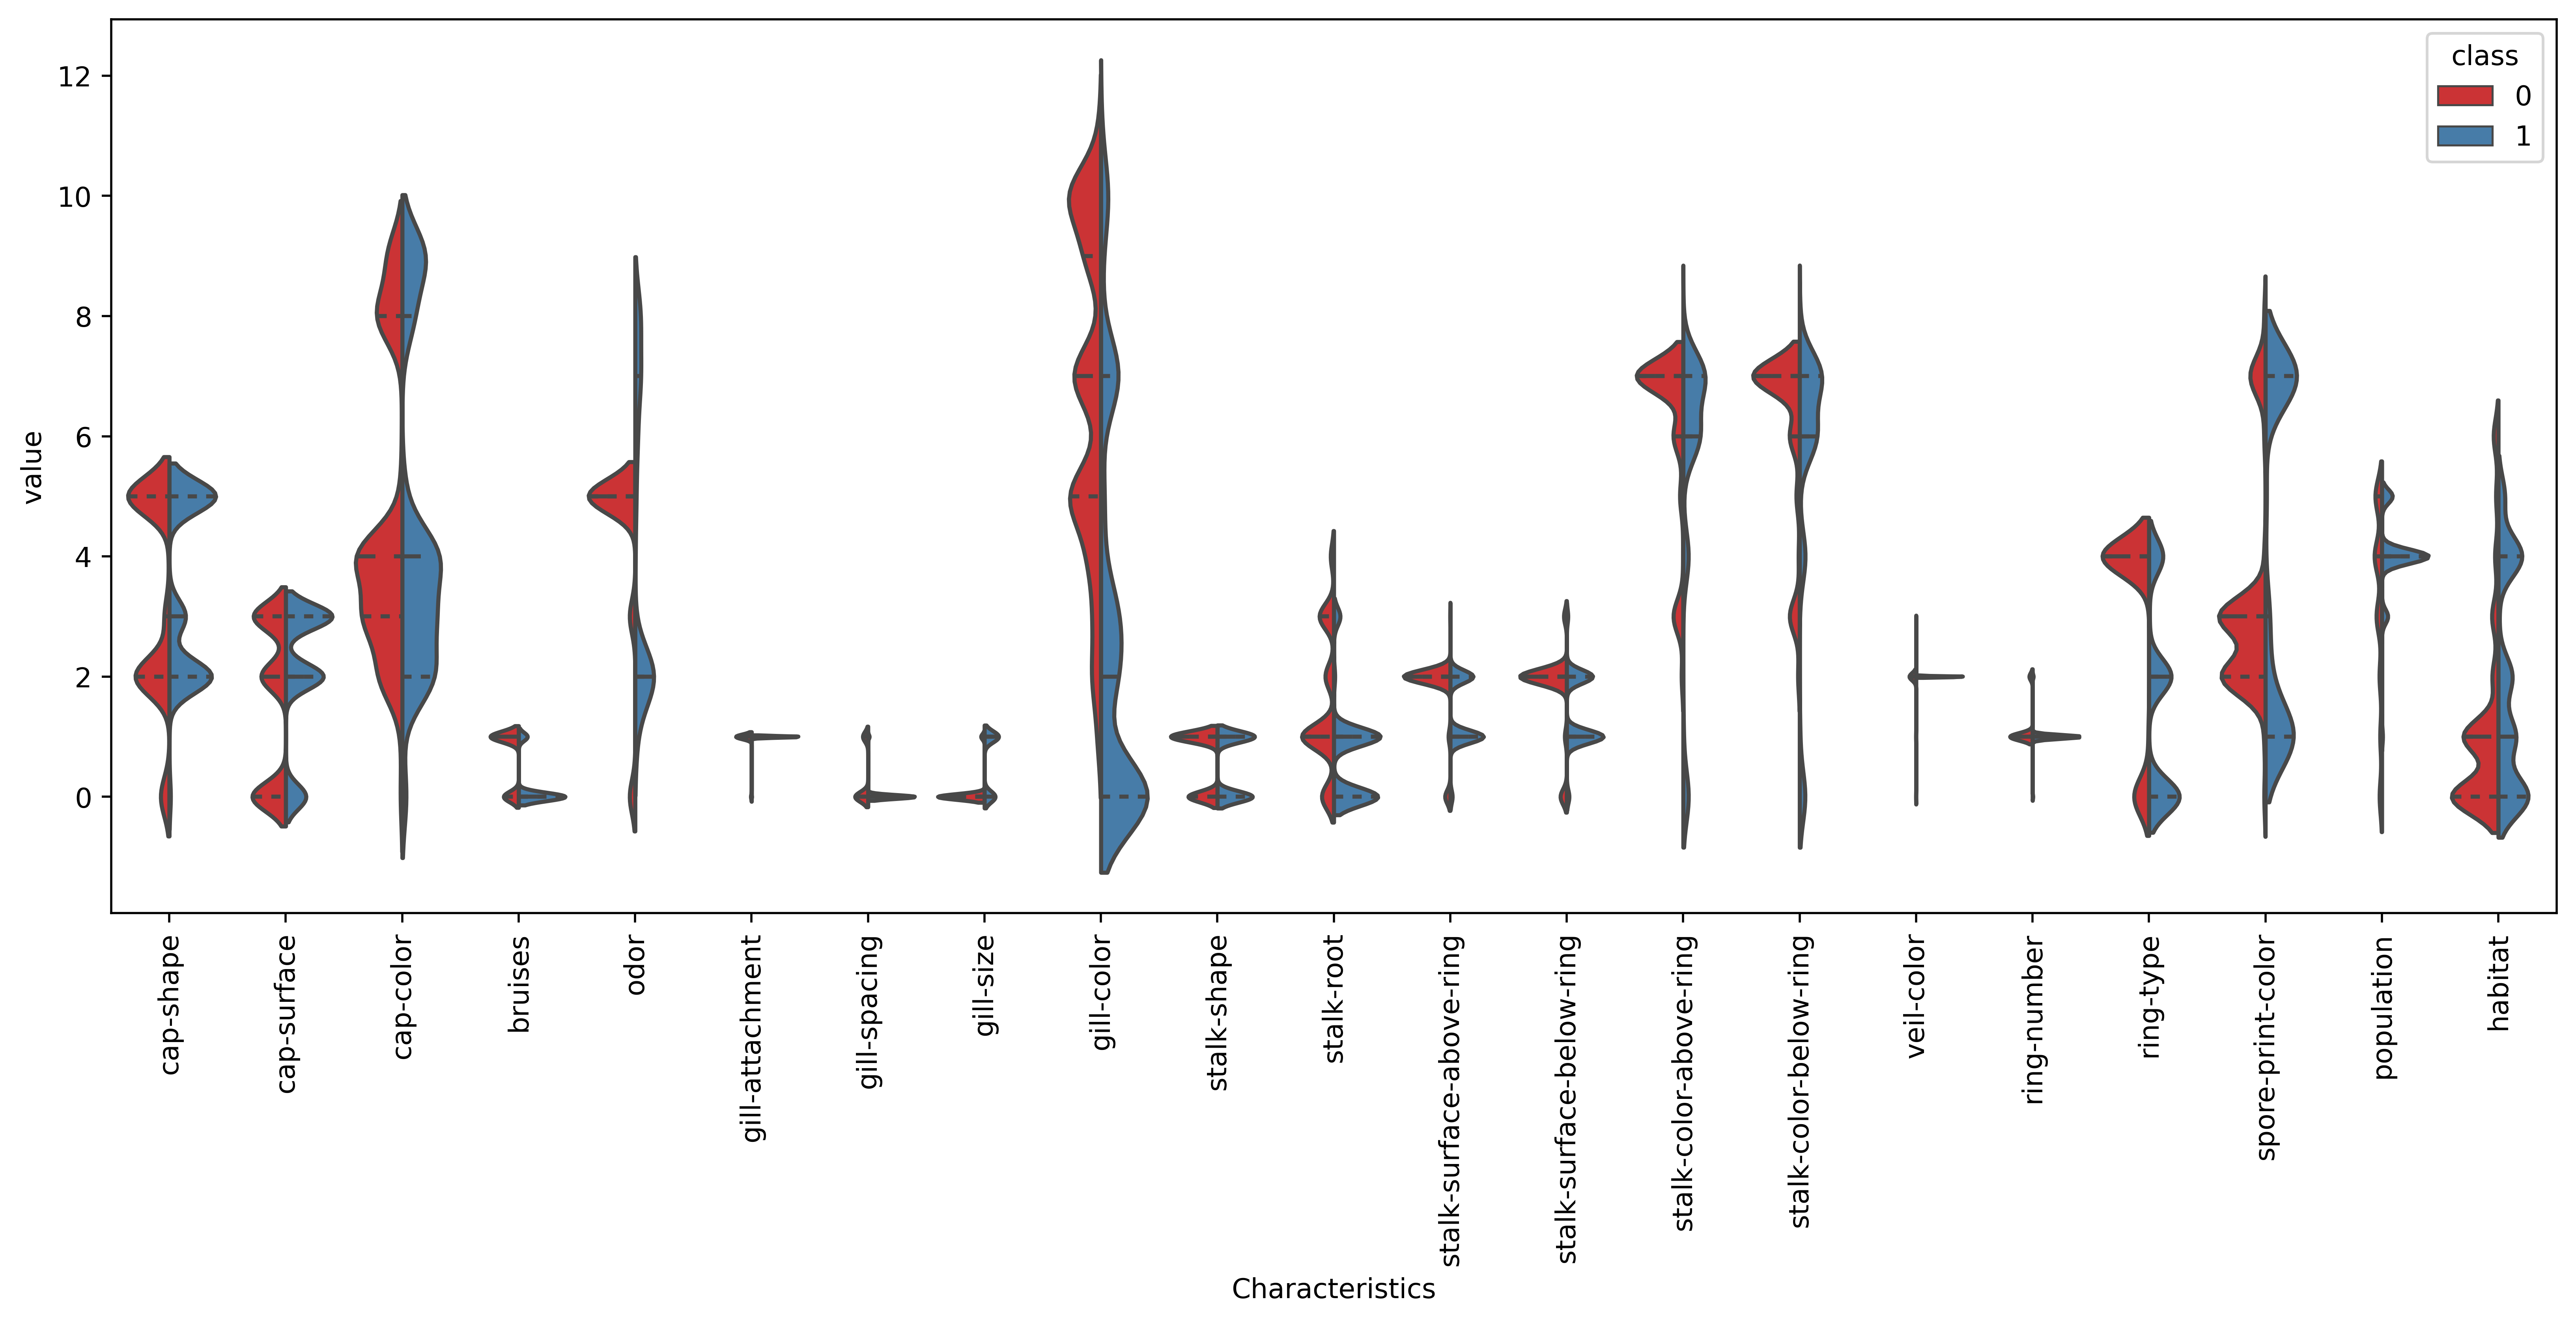 class
0
1
12
10
8
6
4
2
0
value
cap-shape
cap-surface
cap-color
bruises
odor
gill-attachment
gill-spacing
gill-size
gill-color
stalk-shape
stalk-root
stalk-surface-above-ring
stalk-surface-below-ring
stalk-color-above-ring
stalk-color-below-ring
veil-color
ring-number
ring-type
spore-print-color
population
habitat
Characteristics